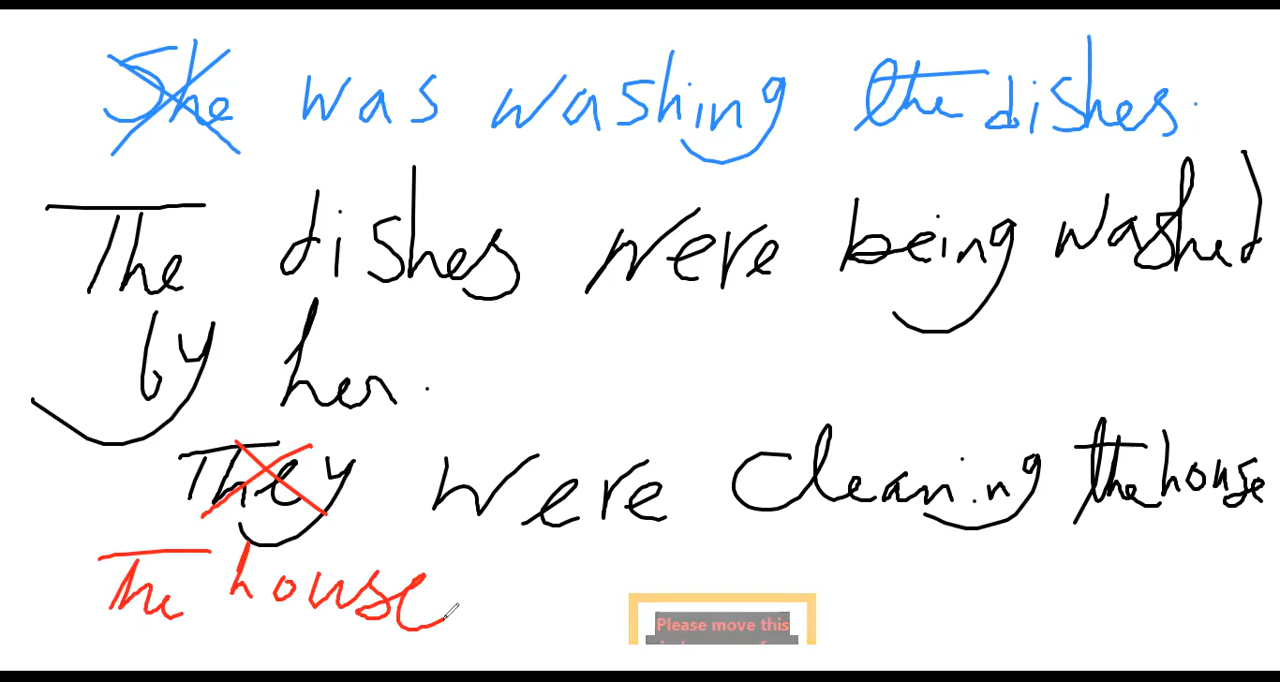 She was washing the dishes.
The dishes were being washed
by her.
They were cleaning the house
The house
Please move this